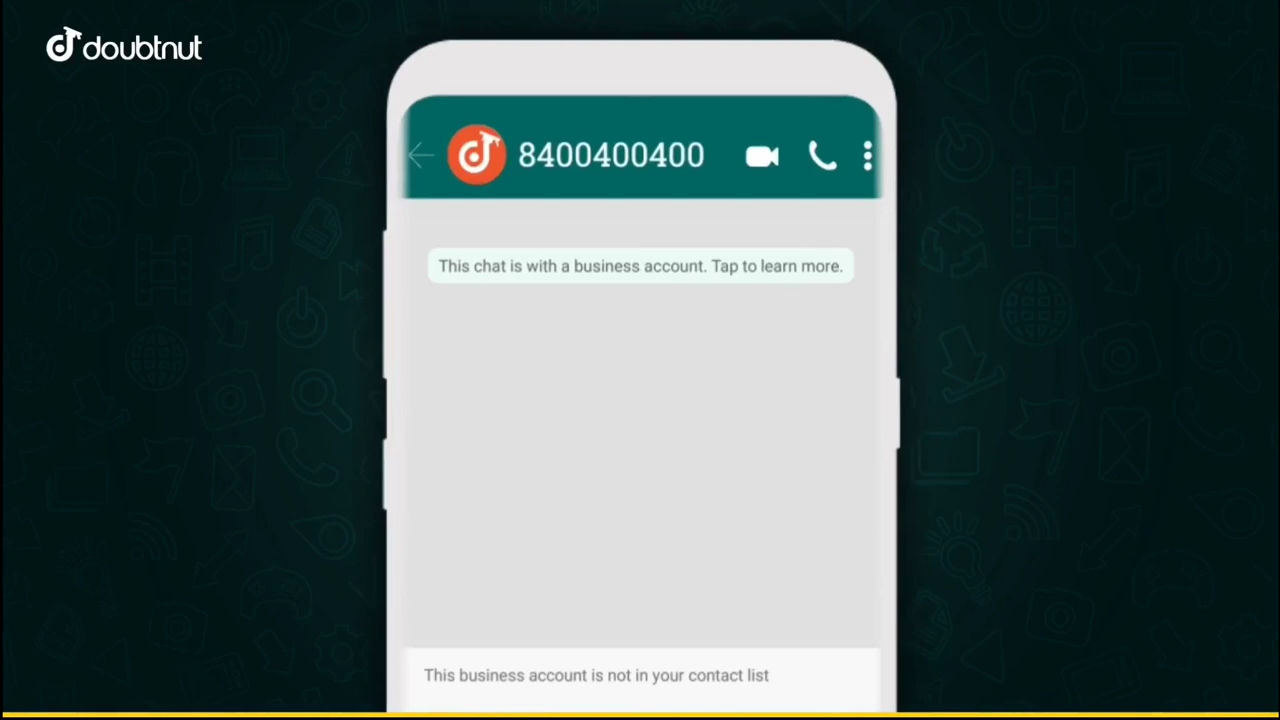 doubtnut
8400400400
This chat is with a business account. Tap to learn more.
This business account is not in your contact list